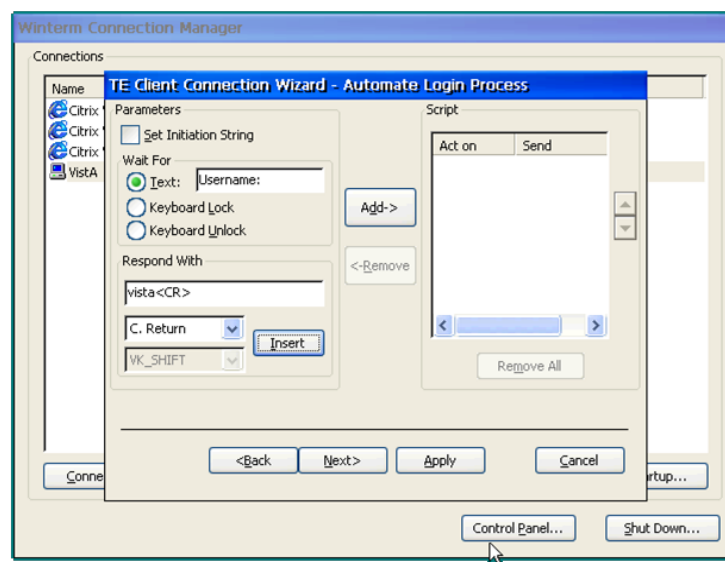 Winterm Connection Manager
Connections
Name
Citrix
Citrix
Citrix
VistA
TE Client Connection Wizard - Automate Login Process
Parameters
Set Initiation String
Wait For
Text: Username:
Keyboard Lock
Keyboard Unlock
Respond With
vista<CR>
C. Return
Insert
VK_SHIFT
Add->
<-Remove
Script
Act on Send
Remove All
<Back Next> Apply Cancel
Conne
rtup...
Control Panel... Shut Down...